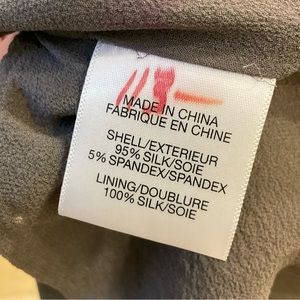 MADE IN CHINA
FABRIQUE EN CHINE
SHELL/EXTERIEUR
95% SILK/SOIE
5% SPANDEX/SPANDEX
LINING/DOUBLURE
100% SILK/SOIE